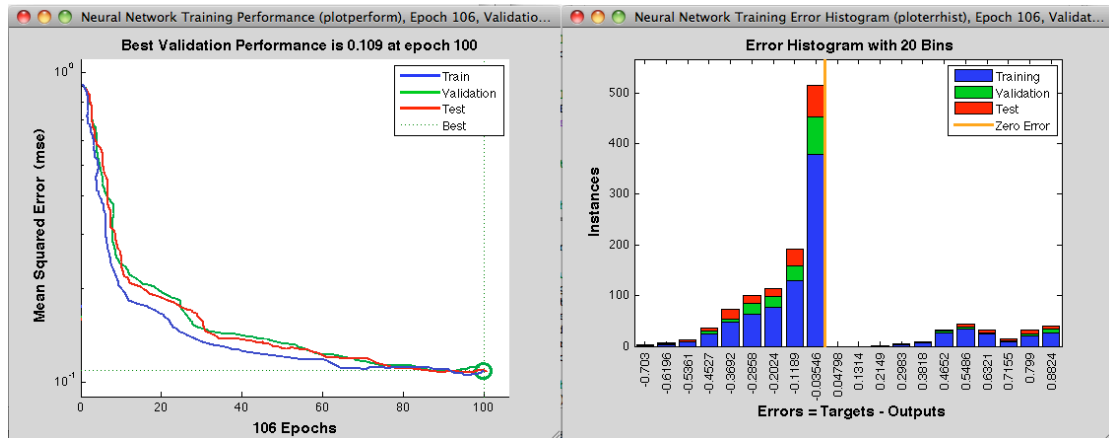 Neural Network Training Performance (plotperform), Epoch 106, Validatio...
Best Validation Performance is 0.109 at epoch 100
Mean Squared Error (mse)
10⁰
10⁻¹
Train
Validation
Test
Best
0 20 40 60 80 100
106 Epochs
Neural Network Training Error Histogram (ploterrhist), Epoch 106, Validat...
Error Histogram with 20 Bins
Instances
500
400
300
200
100
0
Training
Validation
Test
Zero Error
-0.703 -0.6196 -0.5361 -0.4527 -0.3692 -0.2858 -0.2024 -0.1189 -0.03546 0.04798 0.1314 0.2149 0.2983 0.3818 0.4652 0.5486 0.6321 0.7155 0.799 0.8824
Errors = Targets - Outputs